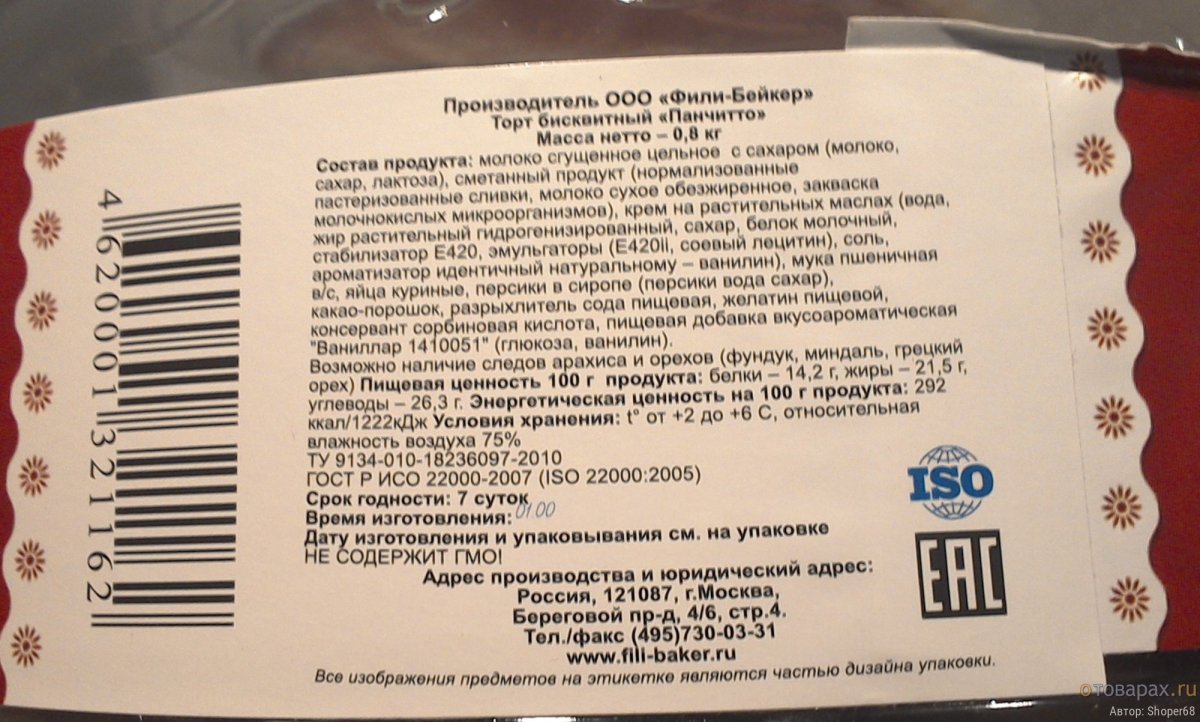 Производитель ООО «Фили-Бейкер»
Торт бисквитный «Панчитто»
Масса нетто – 0,8 кг
Состав продукта: молоко сгущенное цельное с сахаром (молоко,
сахар, лактоза), сметанный продукт (нормализованные
пастеризованные сливки, молоко сухое обезжиренное, закваска
молочнокислых микроорганизмов), крем на растительных маслах (вода,
жир растительный гидрогенизированный, сахар, белок молочный,
стабилизатор Е420, эмульгаторы (Е420ii, соевый лецитин), соль,
ароматизатор идентичный натуральному – ванилин), мука пшеничная
в/с, яйца куриные, персики в сиропе (персики вода сахар),
какао-порошок, разрыхлитель сода пищевая, желатин пищевой,
консервант сорбиновая кислота, пищевая добавка вкусоароматическая
"Ваниллар 1410051" (глюкоза, ванилин).
Возможно наличие следов арахиса и орехов (фундук, миндаль, грецкий
орех) Пищевая ценность 100 г продукта: белки – 14,2 г, жиры – 21,5 г,
углеводы – 26,3 г. Энергетическая ценность на 100 г продукта: 292
ккал/1222кДж Условия хранения: t° от +2 до +6 С, относительная
влажность воздуха 75%
ТУ 9134-010-18236097-2010
ГОСТ Р ИСО 22000-2007 (ISO 22000:2005)
Срок годности: 7 суток
Время изготовления: 01.00
Дату изготовления и упаковывания см. на упаковке
НЕ СОДЕРЖИТ ГМО!
Адрес производства и юридический адрес:
Россия, 121087, г.Москва,
Береговой пр-д, 4/6, стр.4.
Тел./факс (495)730-03-31
www.fili-baker.ru
Все изображения предметов на этикетке являются частью дизайна упаковки.
4 620001 321162
ISO
EAC
отоварах.ru
Автор: Shoper68